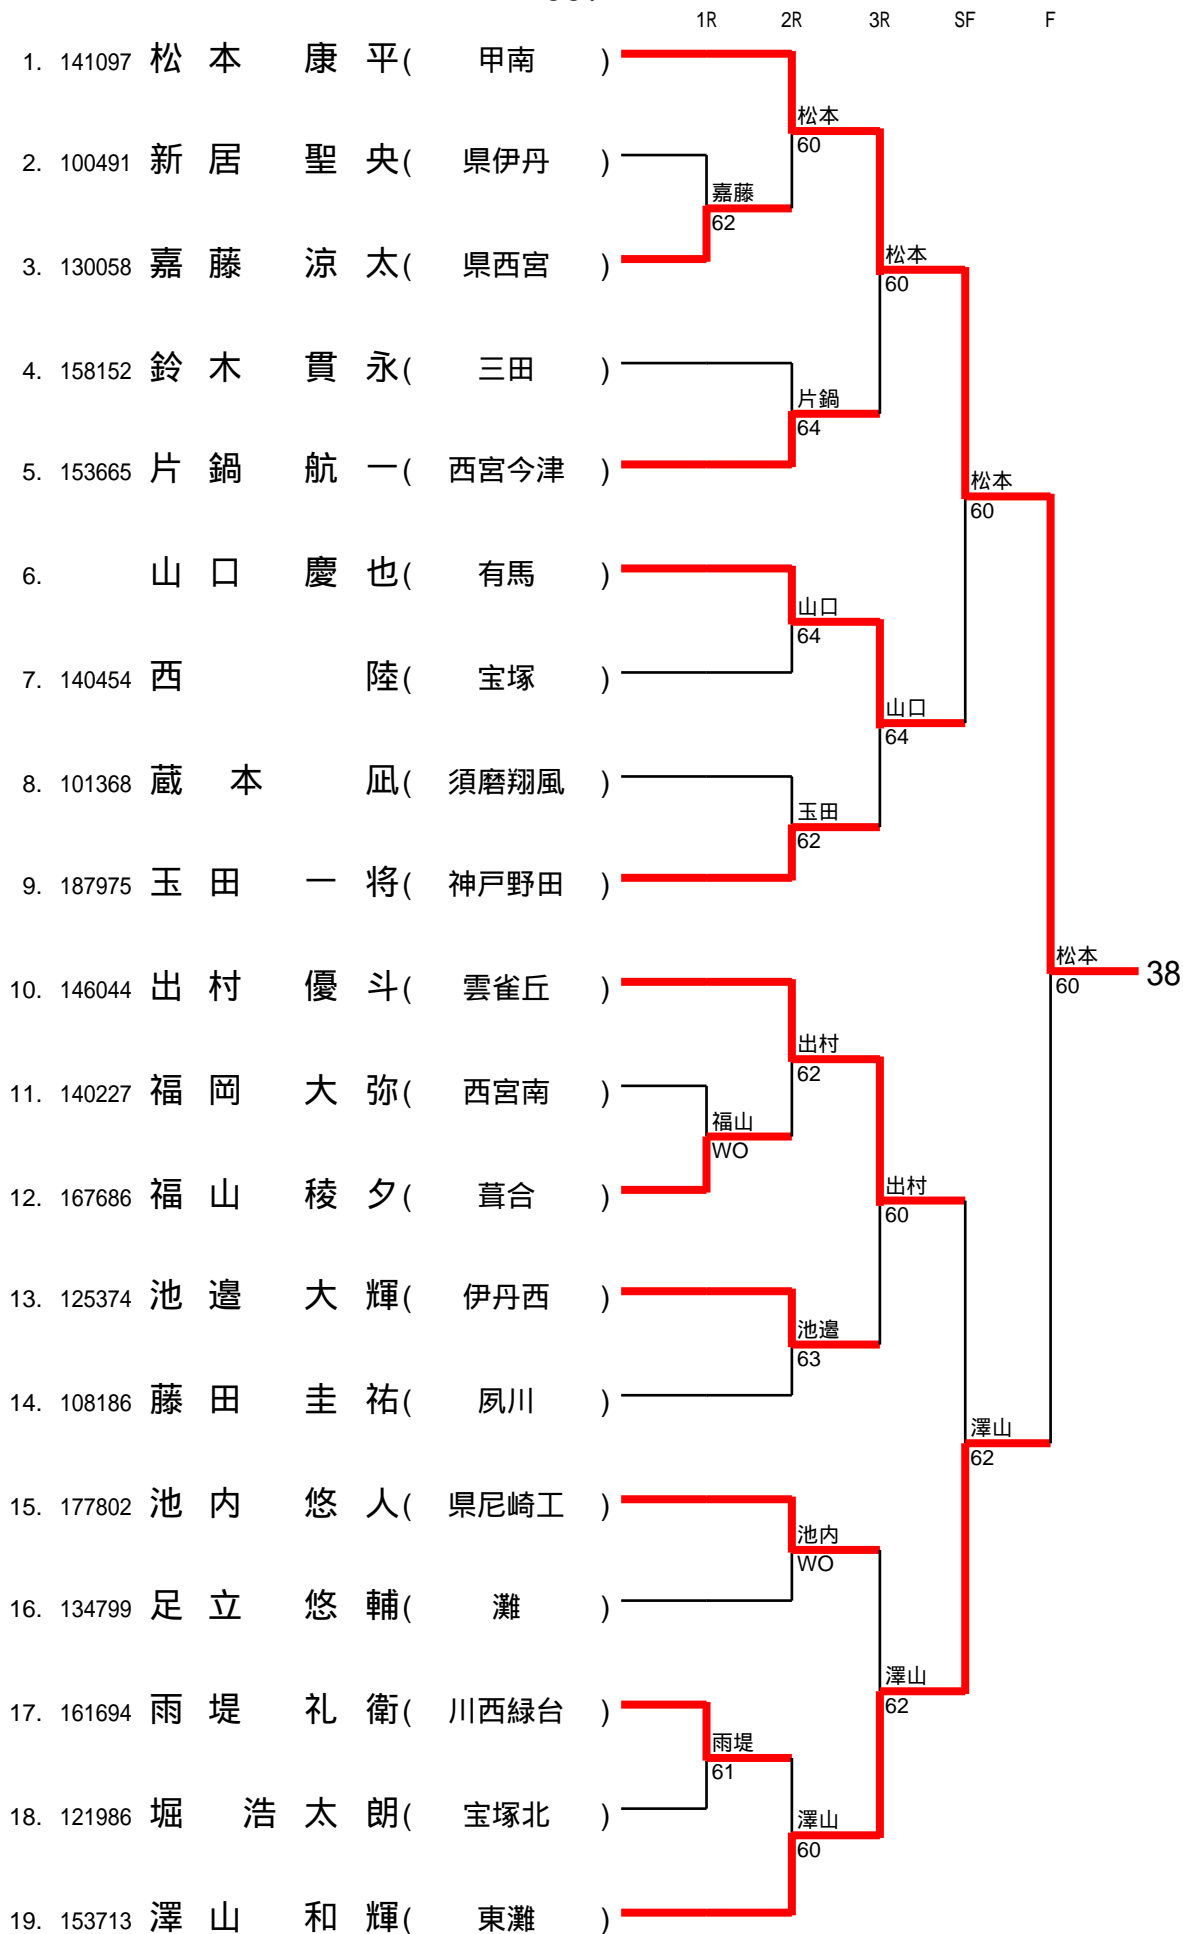 1R 2R 3R SF F
1. 141097 松本 康平( 甲南 )
松本
60
2. 100491 新居 聖央( 県伊丹 )
嘉藤
62
3. 130058 嘉藤 涼太( 県西宮 )
松本
60
4. 158152 鈴木 貫永( 三田 )
片鍋
64
5. 153665 片鍋 航一( 西宮今津 )
松本
60
6. 山口 慶也( 有馬 )
山口
64
7. 140454 西 陸( 宝塚 )
山口
64
8. 101368 蔵本 凪( 須磨翔風 )
玉田
62
9. 187975 玉田 一将( 神戸野田 )
松本
60
38
10. 146044 出村 優斗( 雲雀丘 )
出村
62
11. 140227 福岡 大弥( 西宮南 )
福山
WO
12. 167686 福山 稜夕( 葺合 )
出村
60
13. 125374 池邉 大輝( 伊丹西 )
池邉
63
14. 108186 藤田 圭祐( 夙川 )
澤山
62
15. 177802 池内 悠人( 県尼崎工 )
池内
WO
16. 134799 足立 悠輔( 灘 )
澤山
62
17. 161694 雨堤 礼衛( 川西緑台 )
雨堤
61
18. 121986 堀 浩太朗( 宝塚北 )
澤山
60
19. 153713 澤山 和輝( 東灘 )